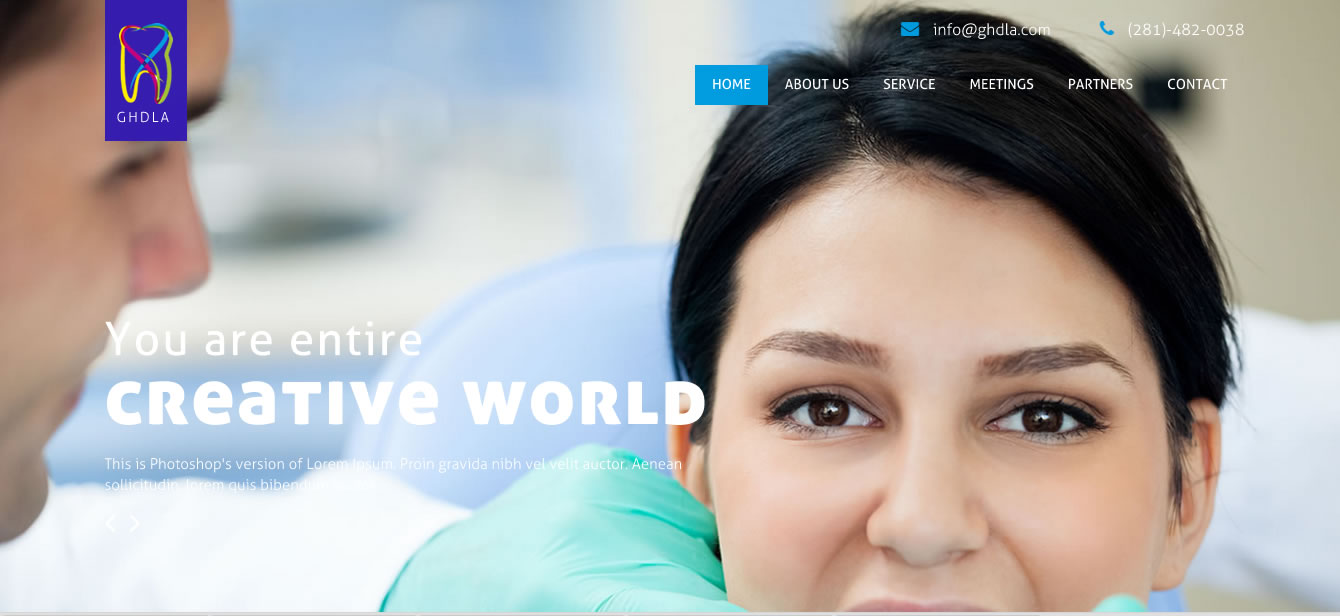 info@ghdla.com
(281)-482-0038
GHDLA
HOME
ABOUT US
SERVICE
MEETINGS
PARTNERS
CONTACT
You are entire
creative world
This is Photoshop's version of Lorem Ipsum. Proin gravida nibh vel velit auctor. Aenean
sollicitudin, lorem quis bibendum